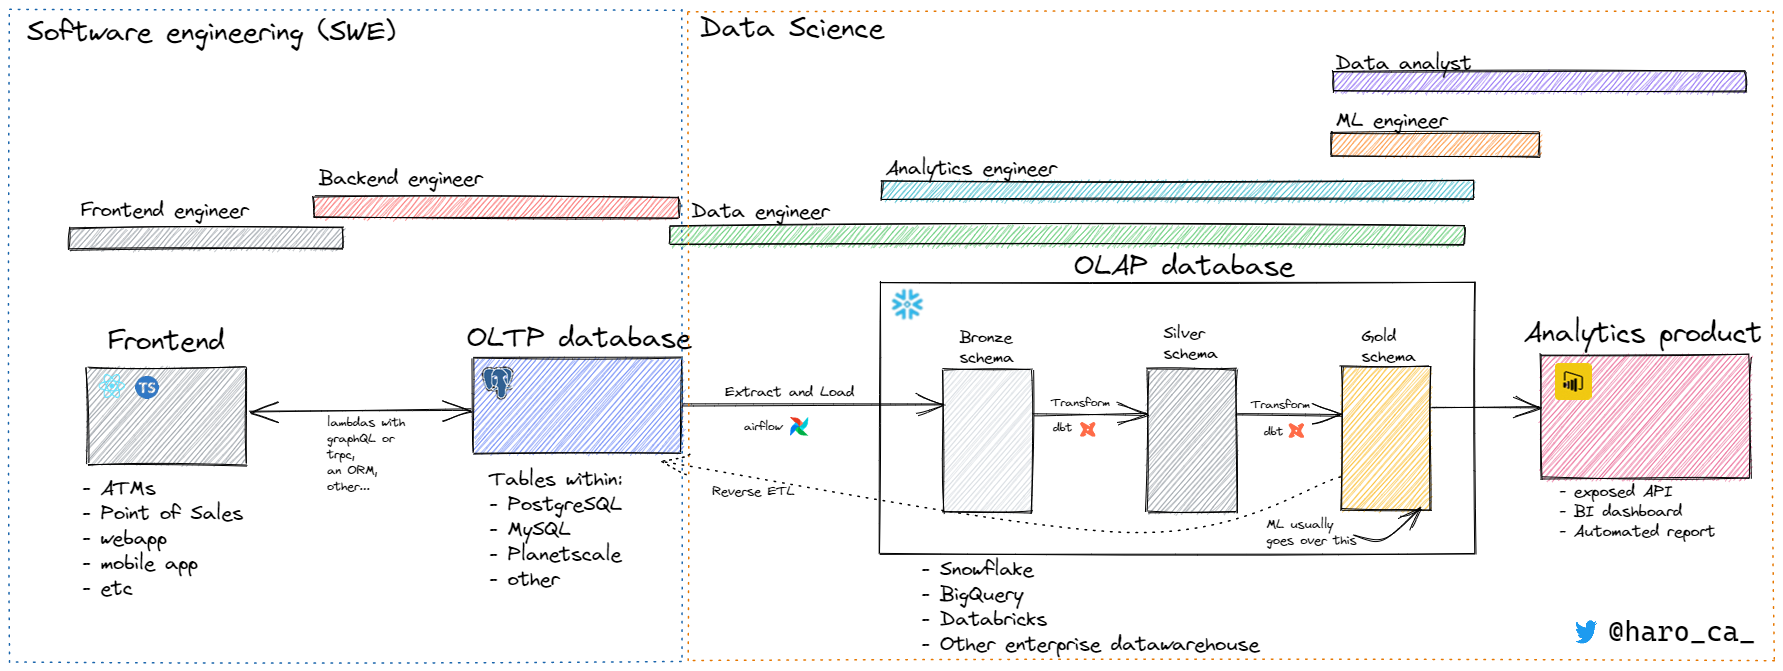 Software engineering (SWE)
Data Science
Data analyst
ML engineer
Analytics engineer
Backend engineer
Frontend engineer
Data engineer
OLAP database
Frontend
OLTP database
Bronze
schema
Silver
schema
Gold
schema
Analytics product
TS
Extract and Load
airflow
Transform
dbt
Transform
dbt
lambdas with
graphQL or
trpc,
an ORM,
other...
Reverse ETL
ML usually
goes over this
- ATMs
- Point of Sales
- webapp
- mobile app
- etc
Tables within:
- PostgreSQL
- MySQL
- Planetscale
- other
- exposed API
- BI dashboard
- Automated report
- Snowflake
- BigQuery
- Databricks
- Other enterprise datawarehouse
@haro_ca_